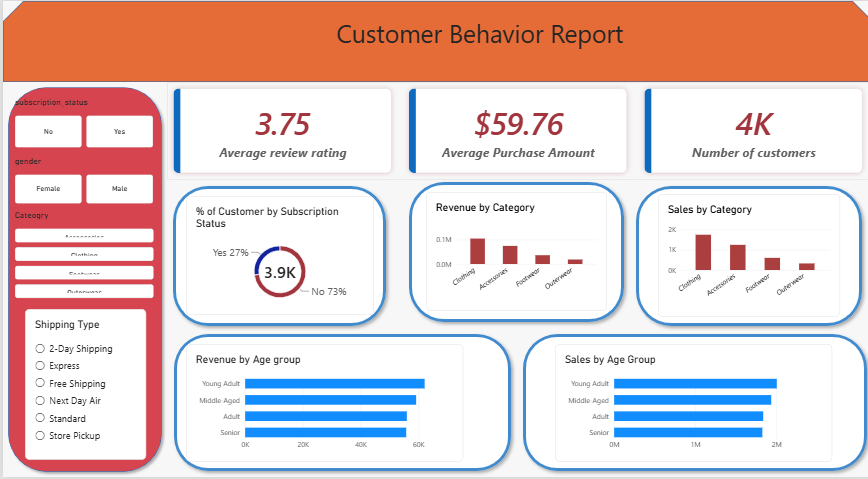 Customer Behavior Report
subscription_status
No
Yes
gender
Female
Male
Cateqry
Accessories
Clothing
Footwear
Outerwear
Shipping Type
2-Day Shipping
Express
Free Shipping
Next Day Air
Standard
Store Pickup
3.75
Average review rating
$59.76
Average Purchase Amount
4K
Number of customers
% of Customer by Subscription
Status
Yes 27%
3.9K
No 73%
Revenue by Category
0.1M
0.0M
Clothing
Accessories
Footwear
Outerwear
Sales by Category
2K
1K
0K
Clothing
Accessories
Footwear
Outerwear
Revenue by Age group
Young Adult
Middle Aged
Adult
Senior
0K
20K
40K
60K
Sales by Age Group
Young Adult
Middle Aged
Adult
Senior
0M
1M
2M